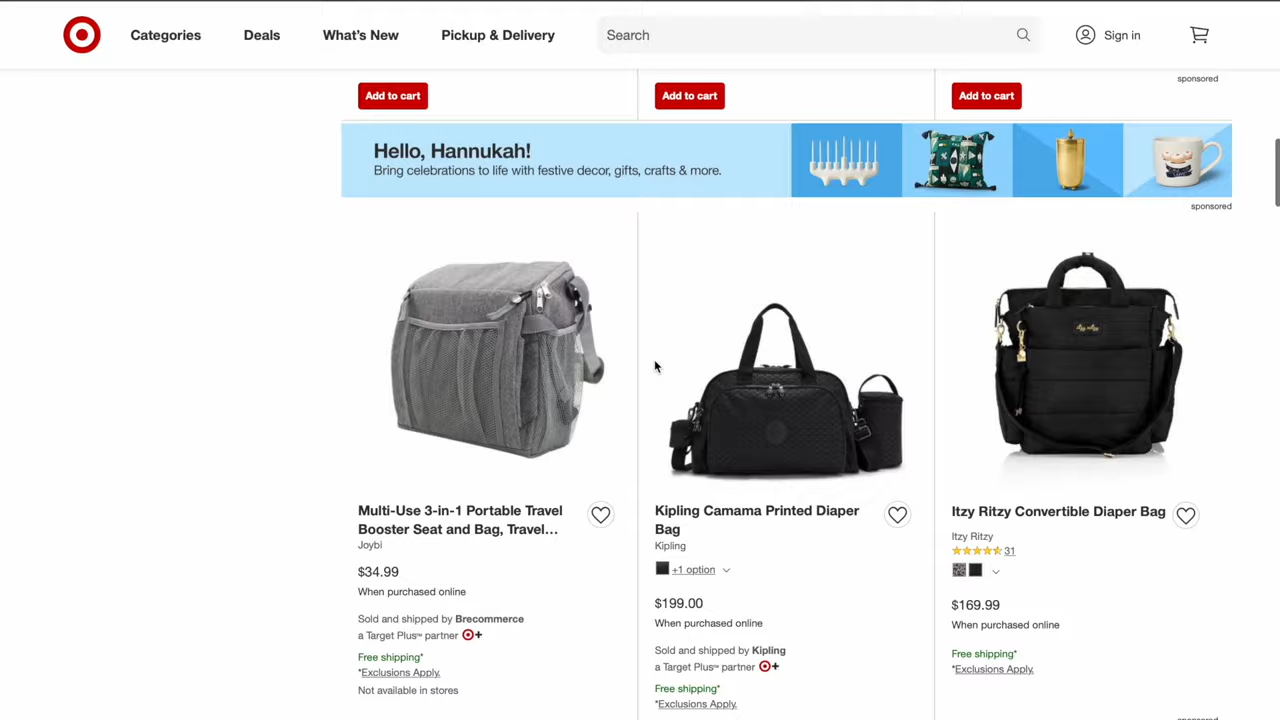 Categories
Deals
What's New
Pickup & Delivery
Search
Sign in
sponsored
Add to cart
Add to cart
Add to cart
Hello, Hannukah!
Bring celebrations to life with festive decor, gifts, crafts & more.
sponsored
Multi-Use 3-in-1 Portable Travel
Booster Seat and Bag, Travel...
Joybi
$34.99
When purchased online
Sold and shipped by Brecommerce
a Target Plus™ partner +
Free shipping*
*Exclusions Apply.
Not available in stores
Kipling Camama Printed Diaper
Bag
Kipling
+1 option
$199.00
When purchased online
Sold and shipped by Kipling
a Target Plus™ partner +
Free shipping*
*Exclusions Apply.
Itzy Ritzy Convertible Diaper Bag
Itzy Ritzy
31
$169.99
When purchased online
Free shipping*
*Exclusions Apply.